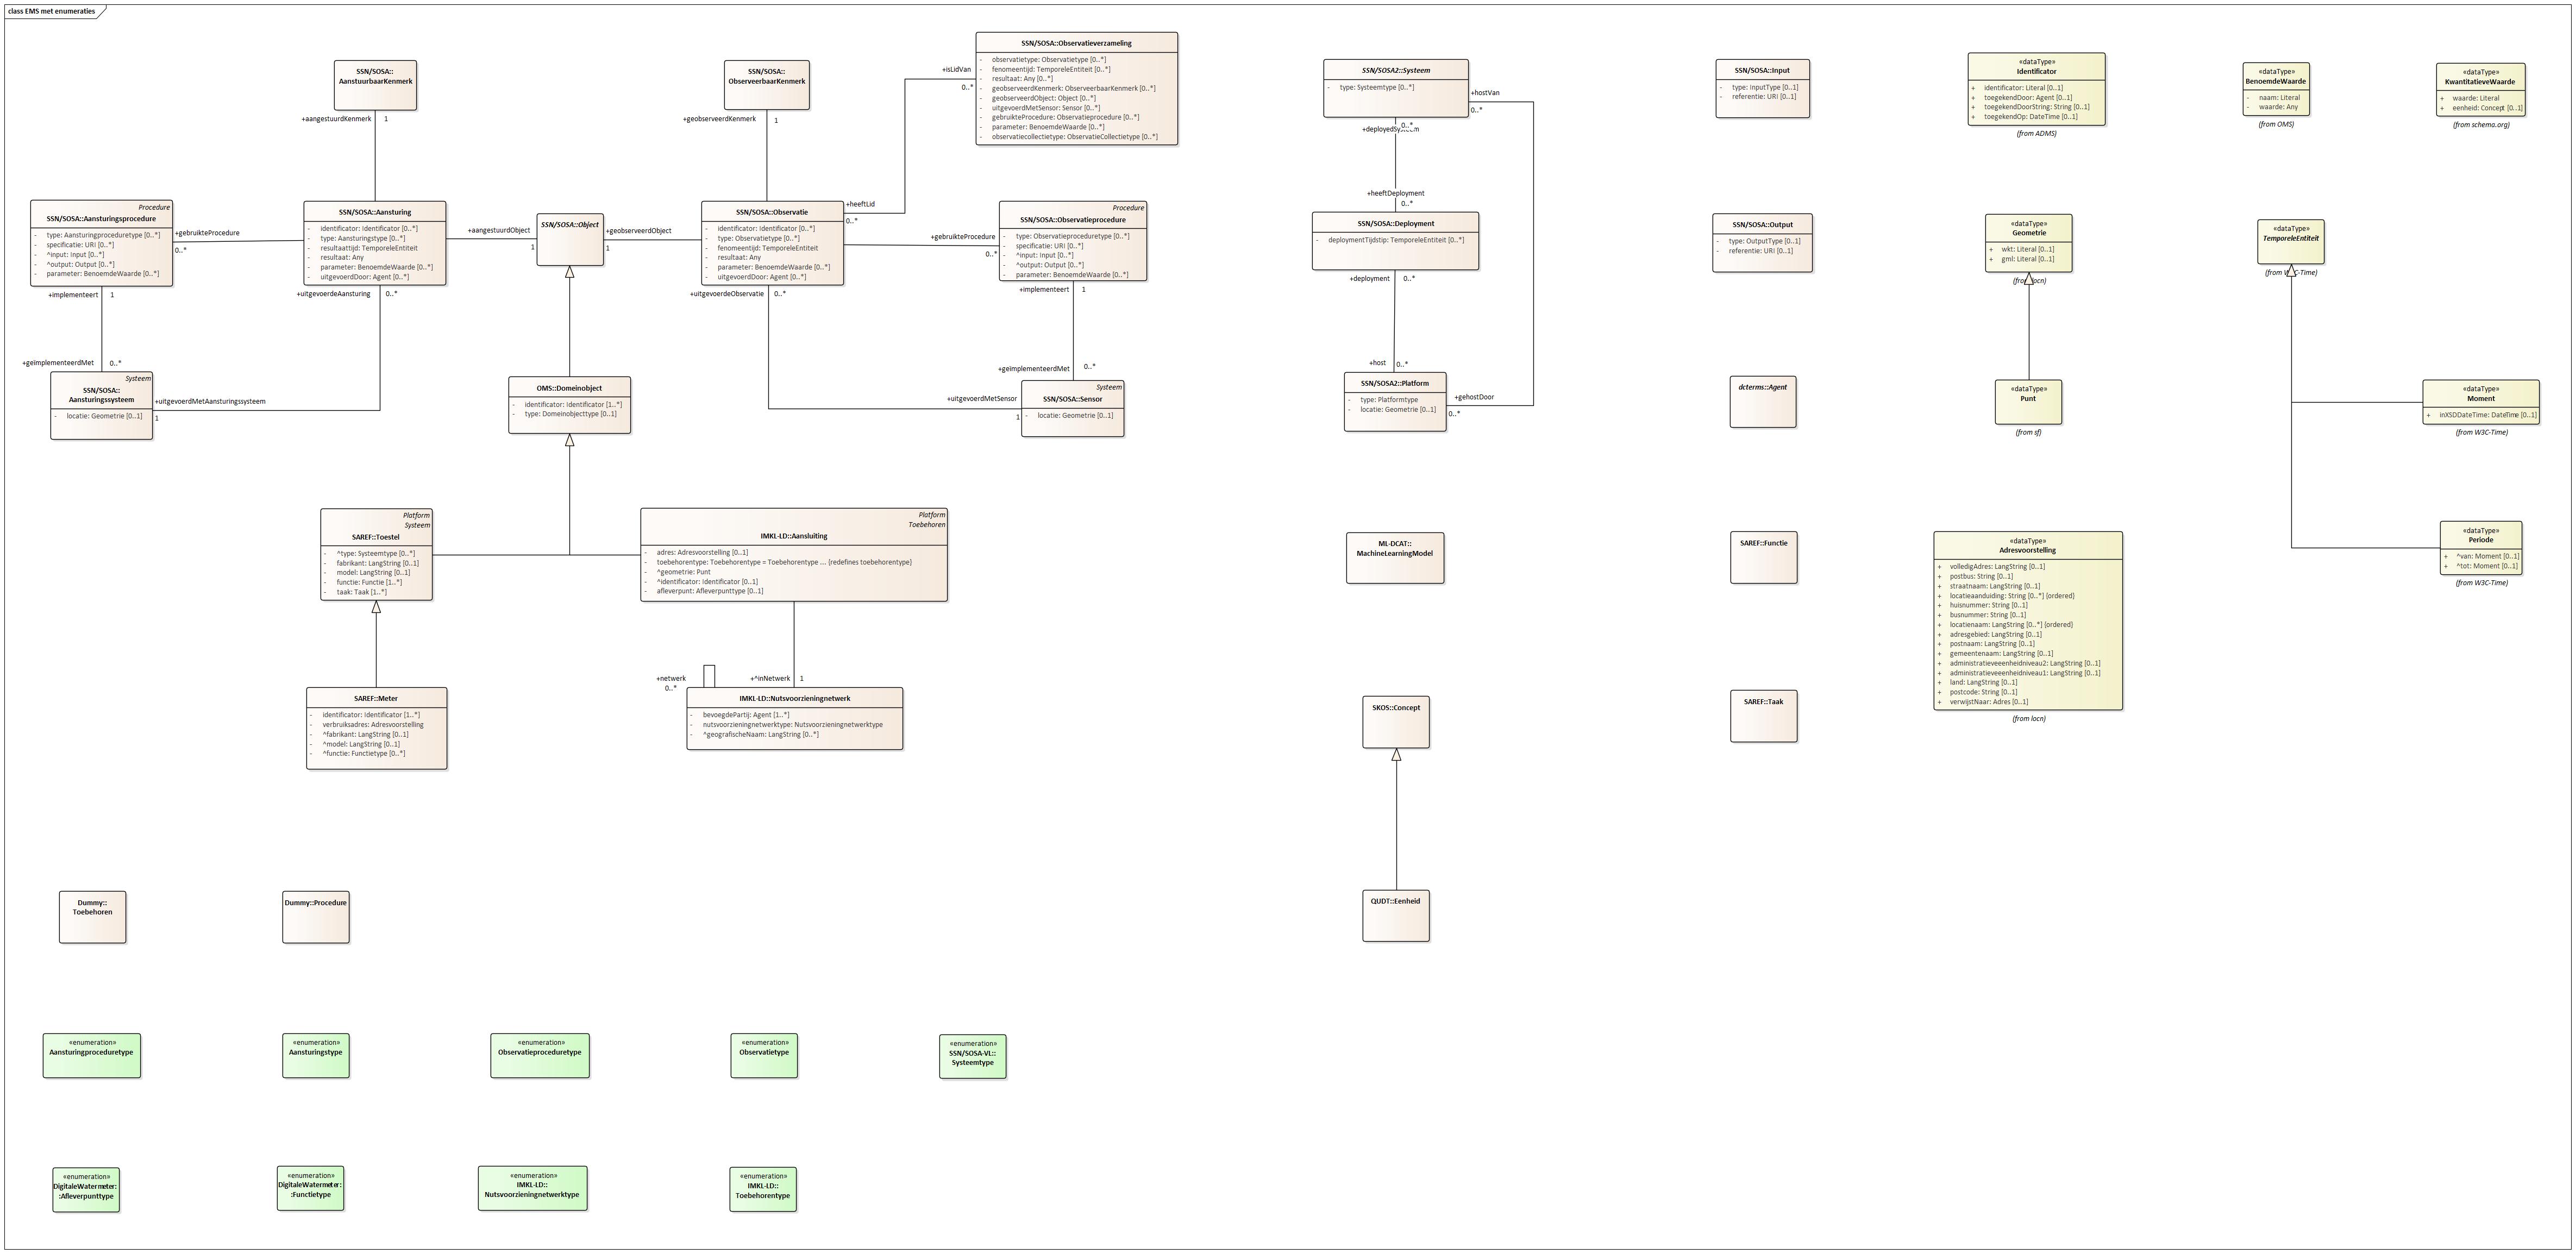 class EMS met enumeraties
SSN/SOSA::
AanstuurbaarKenmerk
+aangestuurdKenmerk
1
SSN/SOSA::
ObserveerbaarKenmerk
+geobserveerdKenmerk
1
SSN/SOSA::Observatieverzameling
- observatietype: Observatietype [0..*]
- fenomeentijd: TemporeleEntiteit [0..*]
- resultaat: Any [0..*]
- geobserveerdKenmerk: ObserveerbaarKenmerk [0..*]
- geobserveerdObject: Object [0..*]
- uitgevoerdMetSensor: Sensor [0..*]
- gebruikteProcedure: Observatieprocedure [0..*]
- parameter: BenoemdeWaarde [0..*]
- observatiecollectietype: ObservatieCollectietype [0..*]
+isLidVan
0..*
+heeftLid
0..*
Procedure
SSN/SOSA::Aansturingsprocedure
- type: Aansturingproceduretype [0..*]
- specificatie: URI [0..*]
- ^input: Input [0..*]
- ^output: Output [0..*]
- parameter: BenoemdeWaarde [0..*]
+gebruikteProcedure
0..*
SSN/SOSA::Aansturing
- identificator: Identificator [0..*]
- type: Aansturingstype [0..*]
- resultaattijd: TemporeleEntiteit
- resultaat: Any
- parameter: BenoemdeWaarde [0..*]
- uitgevoerdDoor: Agent [0..*]
+aangestuurdObject
1
SSN/SOSA::Object
+geobserveerdObject
1
SSN/SOSA::Observatie
- identificator: Identificator [0..*]
- type: Observatietype [0..*]
- fenomeentijd: TemporeleEntiteit
- resultaat: Any
- parameter: BenoemdeWaarde [0..*]
- uitgevoerdDoor: Agent [0..*]
+gebruikteProcedure
0..*
Procedure
SSN/SOSA::Observatieprocedure
- type: Observatieproceduretype [0..*]
- specificatie: URI [0..*]
- ^input: Input [0..*]
- ^output: Output [0..*]
- parameter: BenoemdeWaarde [0..*]
+implementeert
1
+uitgevoerdeAansturing
0..*
+uitgevoerdeObservatie
0..*
+implementeert
1
+geïmplementeerdMet
0..*
+geïmplementeerdMet
0..*
Systeem
SSN/SOSA::
Aansturingssysteem
- locatie: Geometrie [0..1]
+uitgevoerdMetAansturingssysteem
1
OMS::Domeinobject
- identificator: Identificator [1..*]
- type: Domeinobjecttype [0..1]
+uitgevoerdMetSensor
1
Systeem
SSN/SOSA::Sensor
- locatie: Geometrie [0..1]
Platform
Systeem
SAREF::Toestel
- ^type: Systeemtype [0..*]
- fabrikant: LangString [0..1]
- model: LangString [0..1]
- functie: Functie [1..*]
- taak: Taak [1..*]
Platform
Toebehoren
IMKL-LD::Aansluiting
- adres: Adresvoorstelling [0..1]
- toebehorentype: Toebehorentype = Toebehorentype ... {redefines toebehorentype}
- ^geometrie: Punt
- ^identificator: Identificator [0..1]
- afleverpunt: Afleverpunttype [0..1]
+netwerk
0..*
+^inNetwerk
1
SAREF::Meter
- identificator: Identificator [1..*]
- verbruiksadres: Adresvoorstelling
- ^fabrikant: LangString [0..1]
- ^model: LangString [0..1]
- ^functie: Functietype [0..*]
IMKL-LD::Nutsvoorzieningnetwerk
- bevoegdePartij: Agent [1..*]
- nutsvoorzieningnetwerktype: Nutsvoorzieningnetwerktype
- ^geografischeNaam: LangString [0..*]
SSN/SOSA2::Systeem
- type: Systeemtype [0..*]
+hostVan
0..*
0..*
+heeftDeployment
0..*
SSN/SOSA::Deployment
- deploymentTijdstip: TemporeleEntiteit [0..*]
+deployment
0..*
+host
0..*
SSN/SOSA2::Platform
- type: Platformtype
- locatie: Geometrie [0..1]
+gehostDoor
0..*
ML-DCAT::
MachineLearningModel
SKOS::Concept
QUDT::Eenheid
SSN/SOSA::Input
- type: InputType [0..1]
- referentie: URI [0..1]
SSN/SOSA::Output
- type: OutputType [0..1]
- referentie: URI [0..1]
dcterms::Agent
SAREF::Functie
SAREF::Taak
«dataType»
Identificator
+ identificator: Literal [0..1]
+ toegekendDoor: Agent [0..1]
+ toegekendDoorString: String [0..1]
+ toegekendOp: DateTime [0..1]
(from ADMS)
«dataType»
BenoemdeWaarde
- naam: Literal
- waarde: Any
(from OMS)
«dataType»
KwantitatieveWaarde
+ waarde: Literal
+ eenheid: Concept [0..1]
(from schema.org)
«dataType»
Geometrie
+ wkt: Literal [0..1]
+ gml: Literal [0..1]
«dataType»
TemporeleEntiteit
«dataType»
Punt
(from sf)
«dataType»
Moment
+ inXSDDateTime: DateTime [0..1]
(from W3C-Time)
«dataType»
Periode
+ ^van: Moment [0..1]
+ ^tot: Moment [0..1]
(from W3C-Time)
«dataType»
Adresvoorstelling
+ volledigAdres: LangString [0..1]
+ postbus: String [0..1]
+ straatnaam: LangString [0..1]
+ locatieaanduiding: String [0..*] {ordered}
+ huisnummer: String [0..1]
+ busnummer: String [0..1]
+ locatienaam: LangString [0..*] {ordered}
+ adresgebied: LangString [0..1]
+ postnaam: LangString [0..1]
+ gemeentenaam: LangString [0..1]
+ administratieveeenheidniveau2: LangString [0..1]
+ administratieveeenheidniveau1: LangString [0..1]
+ land: LangString [0..1]
+ postcode: String [0..1]
+ verwijstNaar: Adres [0..1]
(from locn)
Dummy::
Toebehoren
Dummy::Procedure
«enumeration»
Aansturingproceduretype
«enumeration»
Aansturingstype
«enumeration»
Observatieproceduretype
«enumeration»
Observatietype
«enumeration»
SSN/SOSA-VL::
Systeemtype
«enumeration»
DigitaleWatermeter:
:Afleverpunttype
«enumeration»
DigitaleWatermeter:
:Functietype
«enumeration»
IMKL-LD::
Nutsvoorzieningnetwerktype
«enumeration»
IMKL-LD::
Toebehorentype